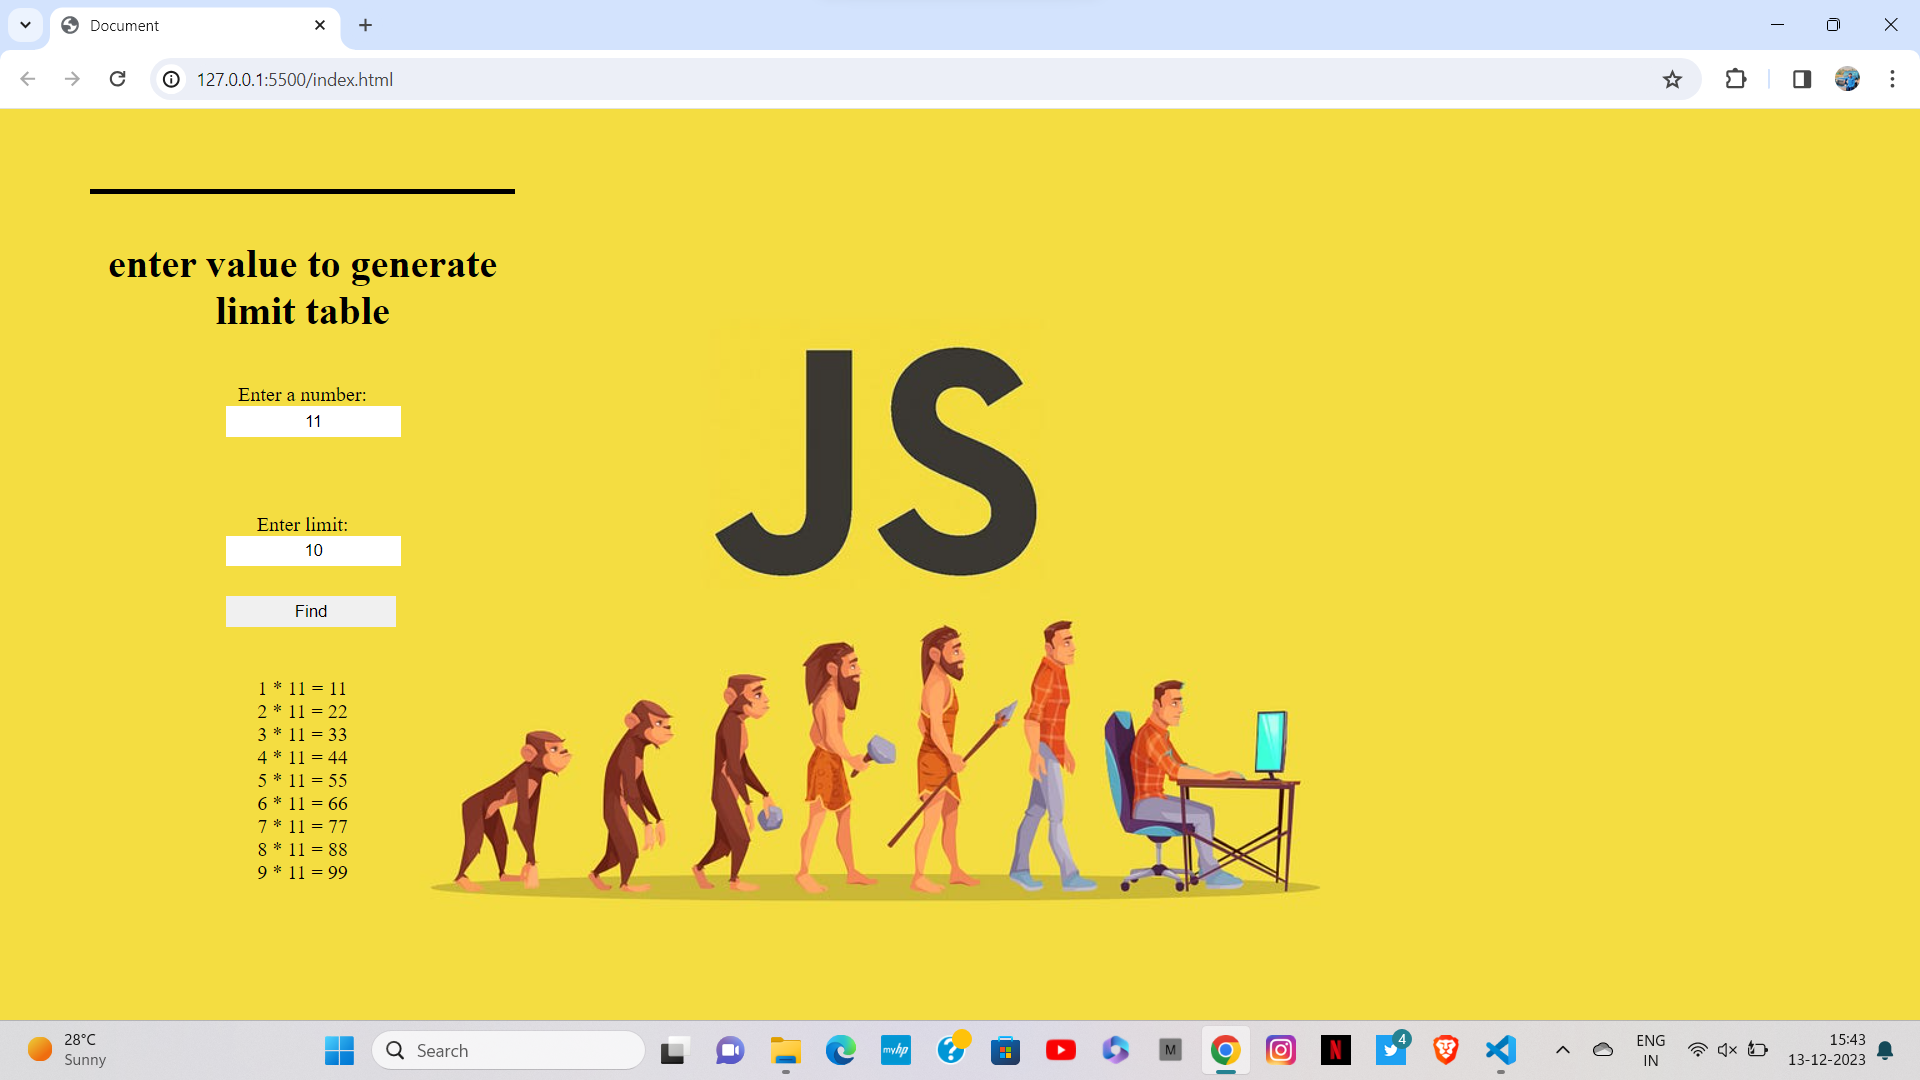 Document
127.0.0.1:5500/index.html
enter value to generate
limit table
Enter a number:
11
Enter limit:
10
Find
1 * 11 = 11
2 * 11 = 22
3 * 11 = 33
4 * 11 = 44
5 * 11 = 55
6 * 11 = 66
7 * 11 = 77
8 * 11 = 88
9 * 11 = 99
JS
28°C
Sunny
Search
myhp
M
N
4
ENG
IN
15:43
13-12-2023